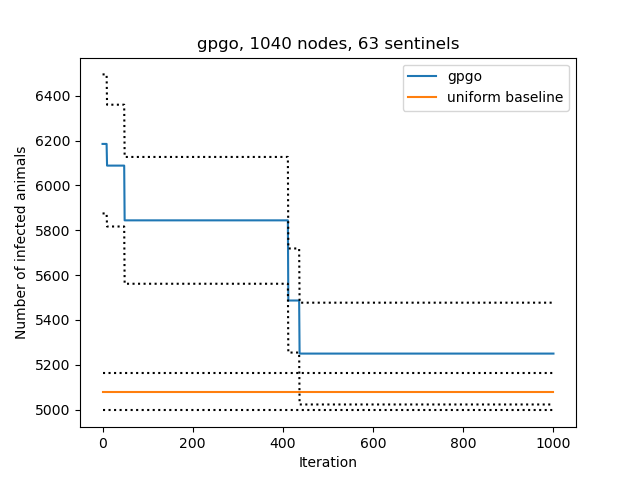 gpgo, 1040 nodes, 63 sentinels
gpgo
uniform baseline
Number of infected animals
6400
6200
6000
5800
5600
5400
5200
5000
0 200 400 600 800 1000
Iteration